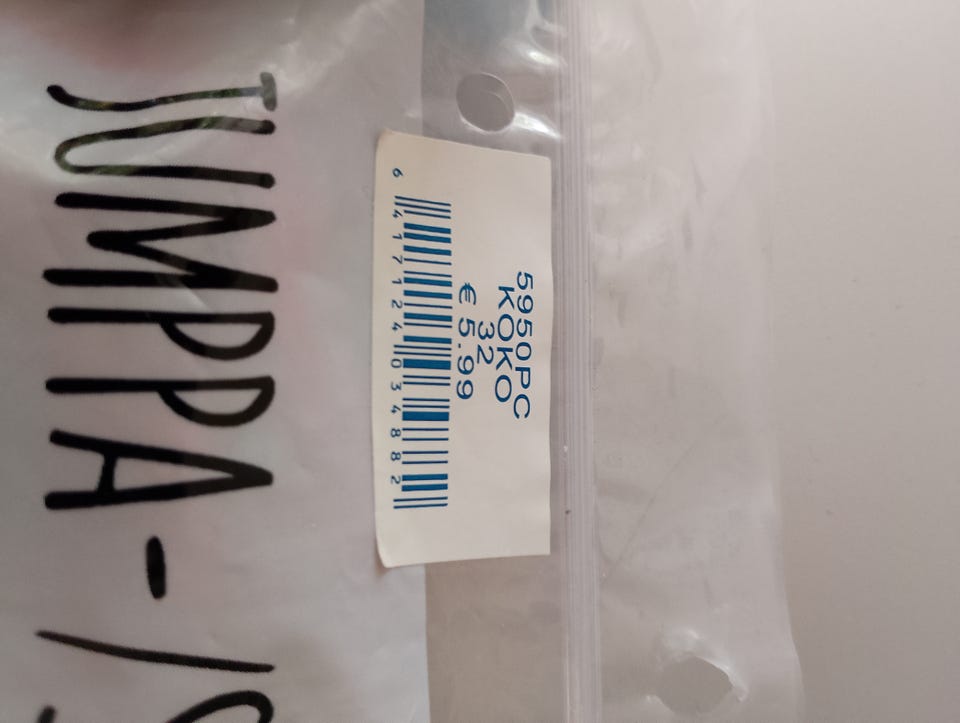 5950PC
KOKO
32
€ 5.99
6 417124 034882
JUMPPA-/